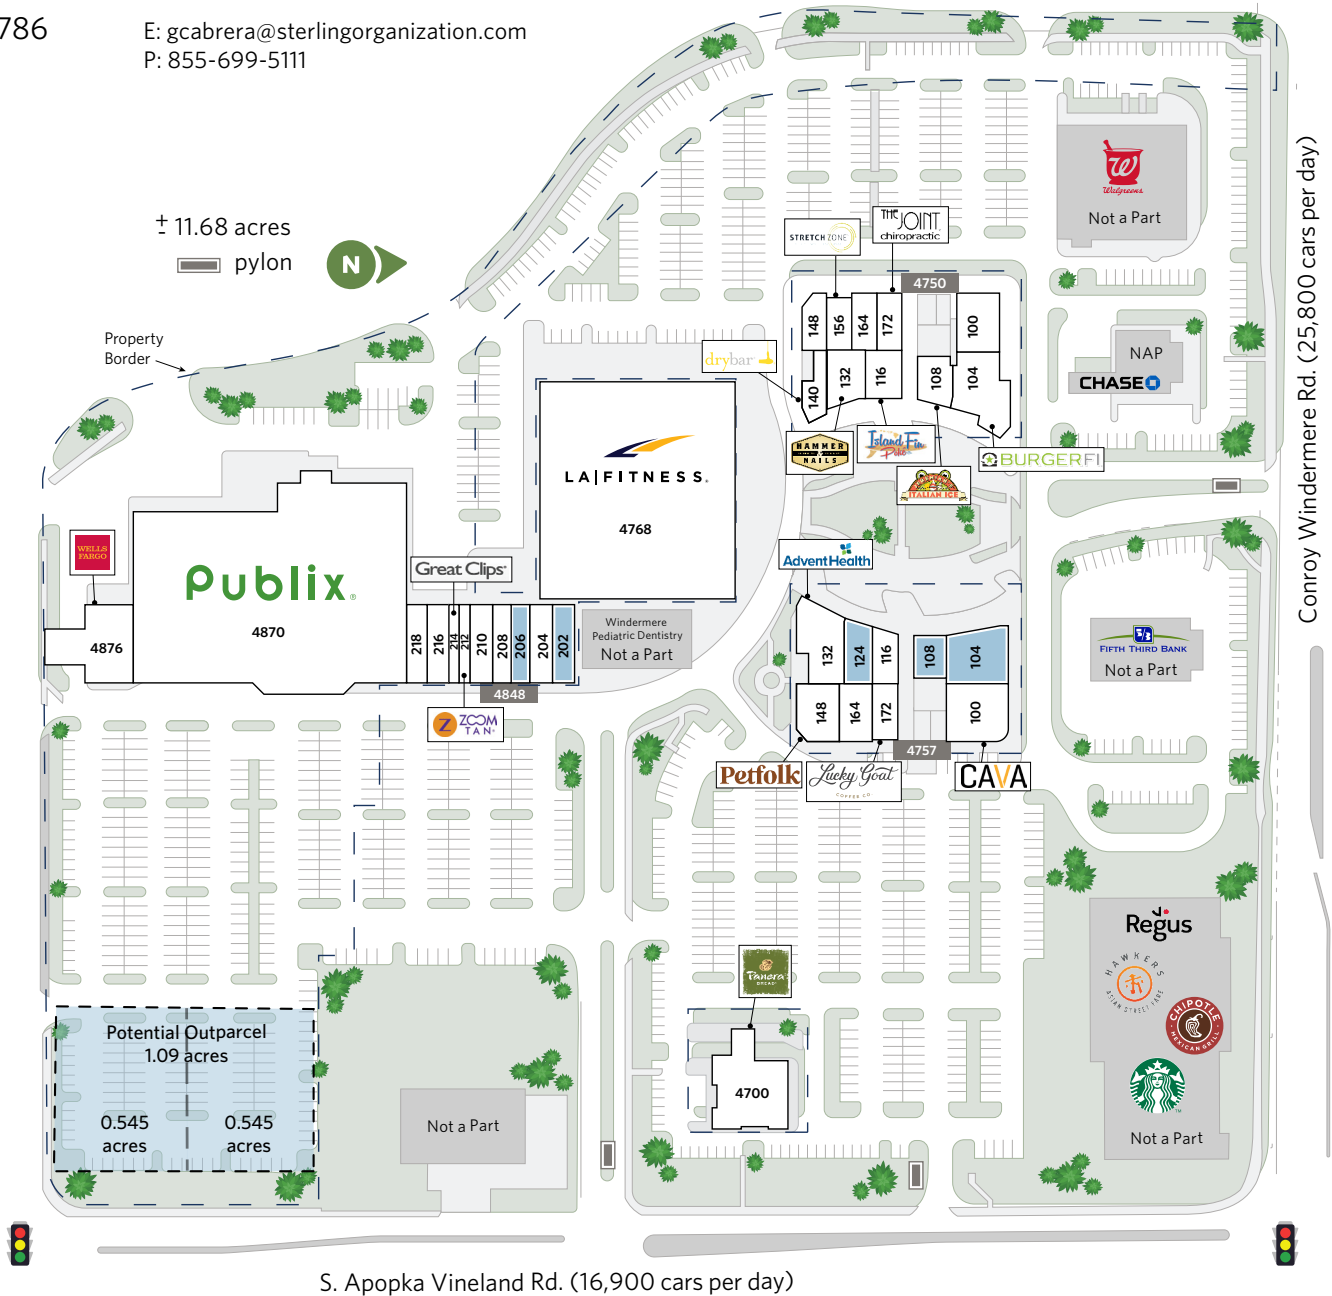 786
E: gcabrera@sterlingorganization.com
P: 855-699-5111
± 11.68 acres
pylon
N
Property
Border
Walgreens
Not a Part
Conroy Windermere Rd. (25,800 cars per day)
STRETCH ZONE
THE JOINT
chiropractic
4750
148
156
164
172
100
drybar
140
132
116
108
104
NAP
CHASE
HAMMER
& NAILS
Island Fin
Poké
ITALIAN ICE
BURGERFI
LA|FITNESS.
4768
WELLS
FARGO
Publix
4870
4876
Great Clips
218
216
214
212
210
208
206
204
202
Windermere
Pediatric Dentistry
Not a Part
4848
ZOOM
TAN
AdventHealth
132
124
116
108
104
148
164
172
100
4757
Petfolk
Lucky Goat
COFFEE CO
CAVA
FIFTH THIRD BANK
Not a Part
Regus
HAWKERS
ASIAN STREET FARE
CHIPOTLE
MEXICAN GRILL
Not a Part
Panera
BREAD
4700
Potential Outparcel
1.09 acres
0.545
acres
0.545
acres
Not a Part
S. Apopka Vineland Rd. (16,900 cars per day)